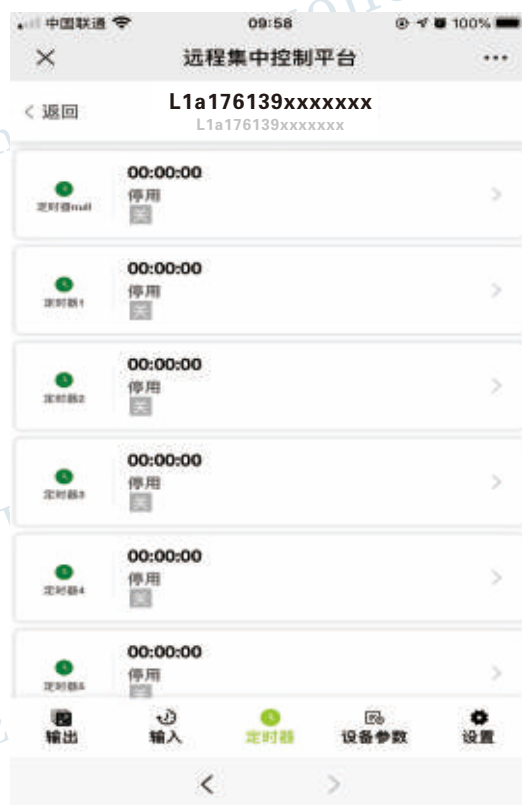 中国联通 09:58 100%
远程集中控制平台
返回 L1a176139xxxxxxx
L1a176139xxxxxxx
00:00:00
停用
定时器null
关
00:00:00
停用
定时器1
关
00:00:00
停用
定时器2
关
00:00:00
停用
定时器3
关
00:00:00
停用
定时器4
关
00:00:00
停用
定时器5
关
输出 输入 定时器 设备参数 设置